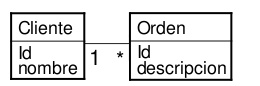 Cliente
Id
nombre
1 *
Orden
Id
descripcion